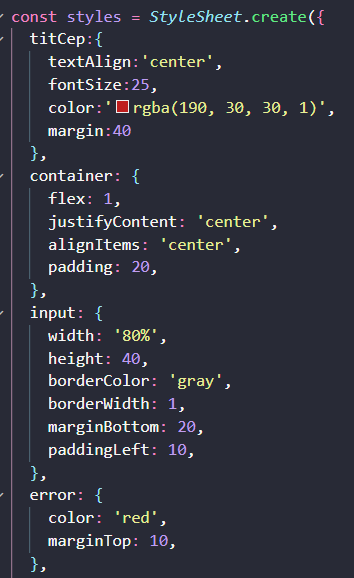 const styles = StyleSheet.create({
titCep:{
textAlign:'center',
fontSize:25,
color:'rgba(190, 30, 30, 1)',
margin:40
},
container: {
flex: 1,
justifyContent: 'center',
alignItems: 'center',
padding: 20,
},
input: {
width: '80%',
height: 40,
borderColor: 'gray',
borderWidth: 1,
marginBottom: 20,
paddingLeft: 10,
},
error: {
color: 'red',
marginTop: 10,
},